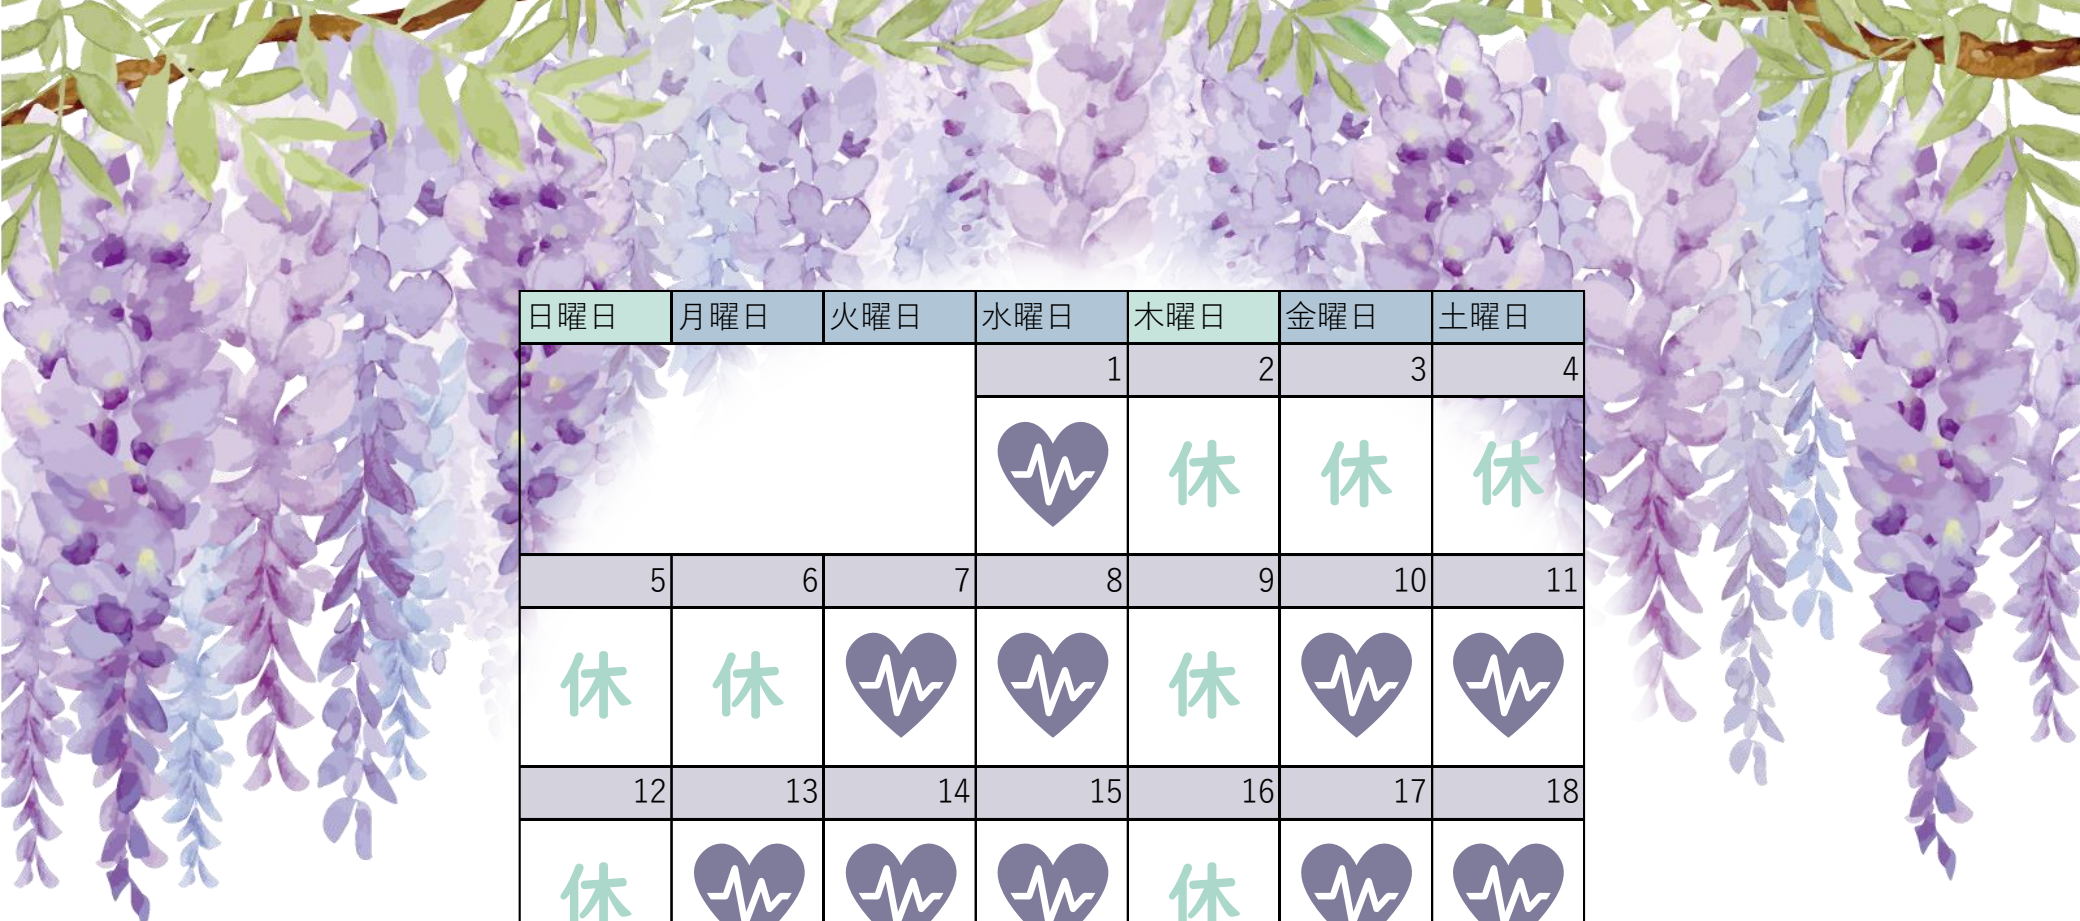 日曜日 月曜日 火曜日 水曜日 木曜日 金曜日 土曜日
1 2 3 4
休 休 休
5 6 7 8 9 10 11
休 休 休
12 13 14 15 16 17 18
休 休